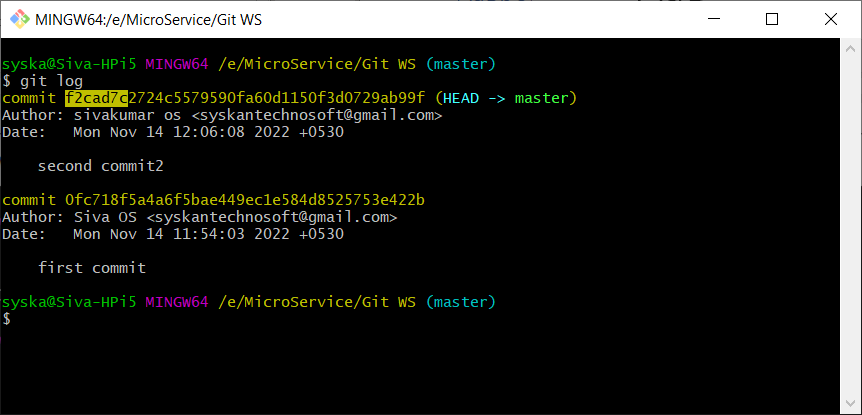 MINGW64:/e/MicroService/Git WS
syska@Siva-HPi5 MINGW64 /e/MicroService/Git WS (master)
$ git log
commit f2cad7c2724c5579590fa60d1150f3d0729ab99f (HEAD -> master)
Author: sivakumar os <syskantechnosoft@gmail.com>
Date:   Mon Nov 14 12:06:08 2022 +0530
    second commit2
commit 0fc718f5a4a6f5bae449ec1e584d8525753e422b
Author: Siva OS <syskantechnosoft@gmail.com>
Date:   Mon Nov 14 11:54:03 2022 +0530
    first commit
syska@Siva-HPi5 MINGW64 /e/MicroService/Git WS (master)
$